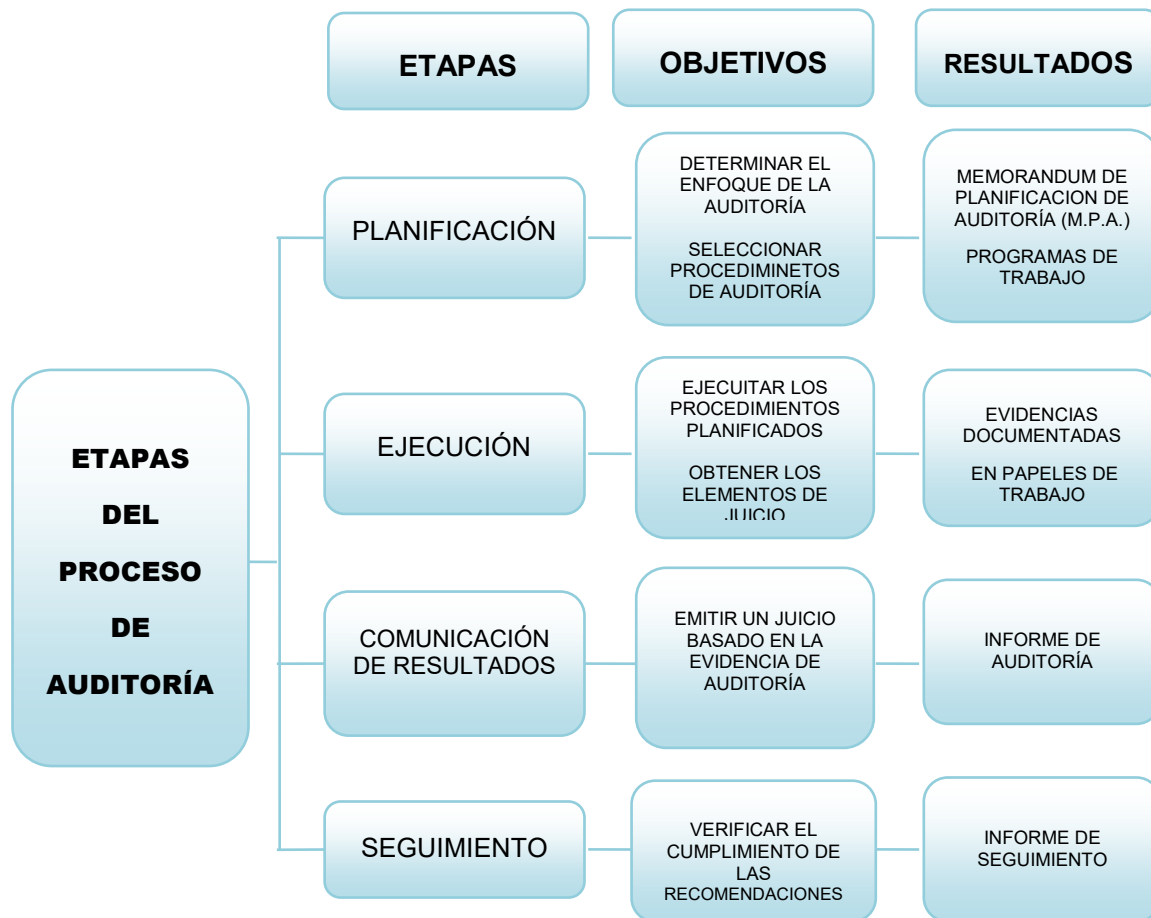 ETAPAS
OBJETIVOS
RESULTADOS
ETAPAS
DEL
PROCESO
DE
AUDITORÍA
PLANIFICACIÓN
DETERMINAR EL
ENFOQUE DE LA
AUDITORÍA
SELECCIONAR
PROCEDIMINETOS
DE AUDITORÍA
MEMORANDUM DE
PLANIFICACION DE
AUDITORÍA (M.P.A.)
PROGRAMAS DE
TRABAJO
EJECUCIÓN
EJECUITAR LOS
PROCEDIMIENTOS
PLANIFICADOS
OBTENER LOS
ELEMENTOS DE
JUICIO
EVIDENCIAS
DOCUMENTADAS
EN PAPELES DE
TRABAJO
COMUNICACIÓN
DE RESULTADOS
EMITIR UN JUICIO
BASADO EN LA
EVIDENCIA DE
AUDITORÍA
INFORME DE
AUDITORÍA
SEGUIMIENTO
VERIFICAR EL
CUMPLIMIENTO DE
LAS
RECOMENDACIONES
INFORME DE
SEGUIMIENTO